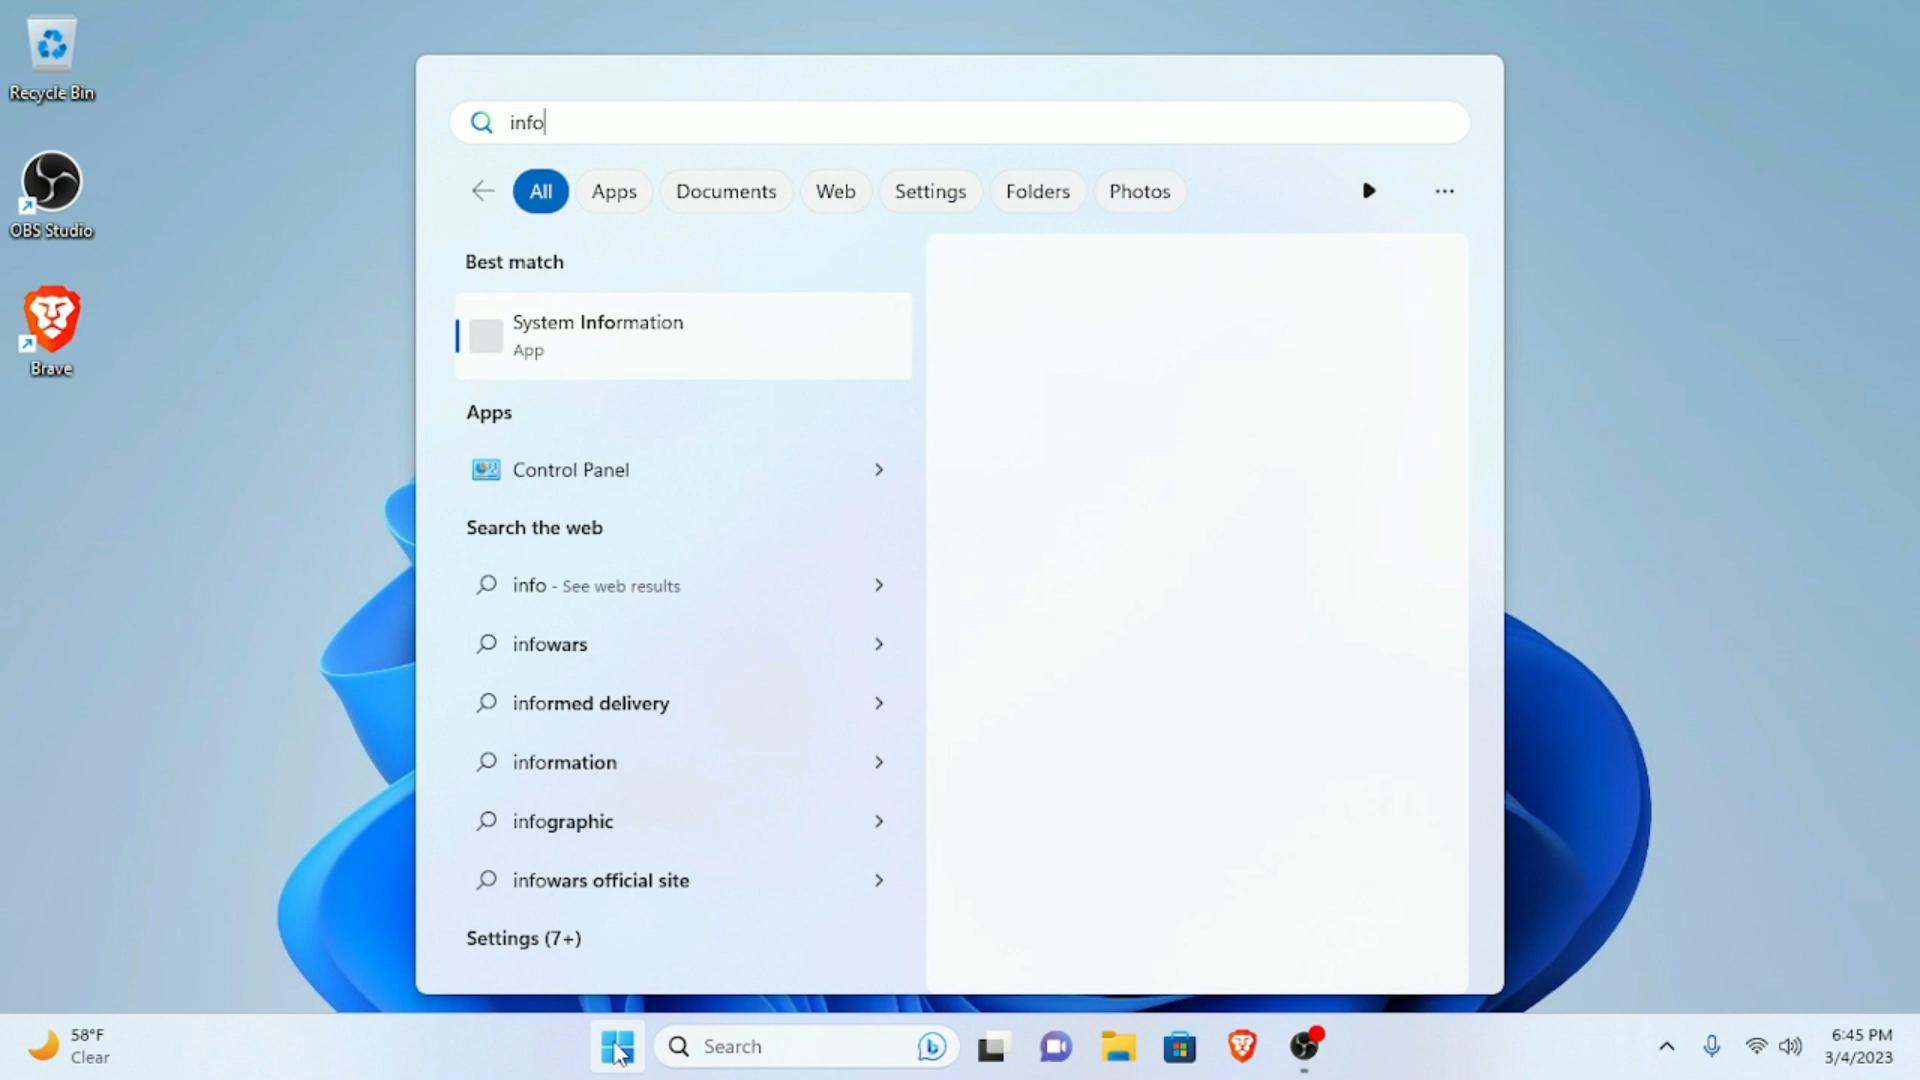 Recycle Bin
OBS Studio
Brave
info
All Apps Documents Web Settings Folders Photos
Best match
System Information
App
Apps
Control Panel
Search the web
info - See web results
infowars
informed delivery
information
infographic
infowars official site
Settings (7+)
58°F
Clear
Search
6:45 PM
3/4/2023